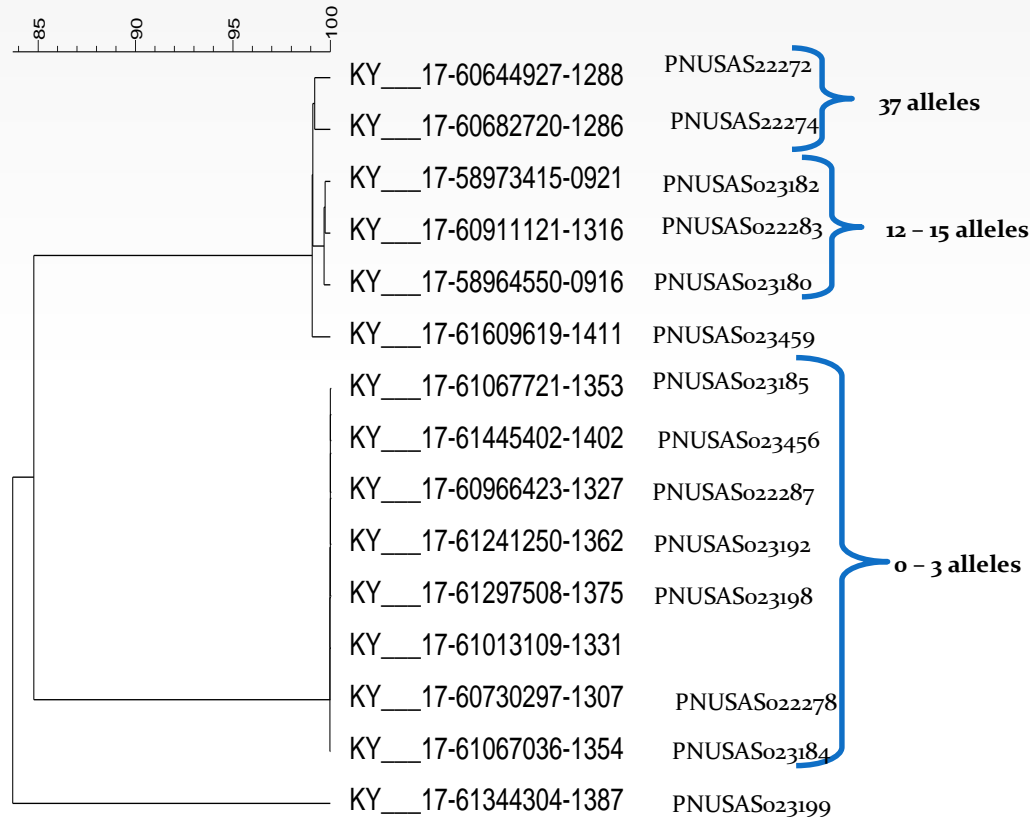 85 90 95 100
KY___17-60644927-1288 PNUSAS22272
37 alleles
KY___17-60682720-1286 PNUSAS22274
KY___17-58973415-0921 PNUSAS023182
KY___17-60911121-1316 PNUSAS022283 12 – 15 alleles
KY___17-58964550-0916 PNUSAS023180
KY___17-61609619-1411 PNUSAS023459
KY___17-61067721-1353 PNUSAS023185
KY___17-61445402-1402 PNUSAS023456
KY___17-60966423-1327 PNUSAS022287
KY___17-61241250-1362 PNUSAS023192
0 – 3 alleles
KY___17-61297508-1375 PNUSAS023198
KY___17-61013109-1331
KY___17-60730297-1307 PNUSAS022278
KY___17-61067036-1354 PNUSAS023184
KY___17-61344304-1387 PNUSAS023199